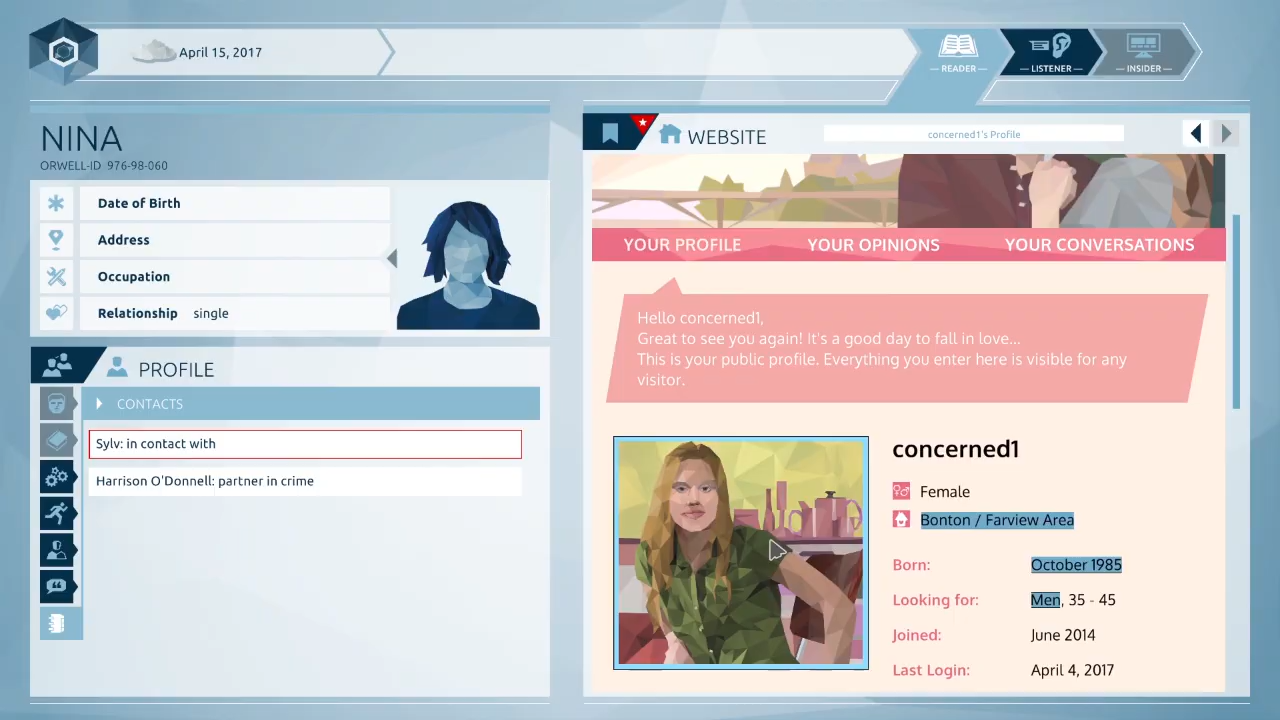 April 15, 2017
— READER —
— LISTENER —
— INSIDER —
NINA
ORWELL-ID 976-98-060
Date of Birth
Address
Occupation
Relationship single
PROFILE
CONTACTS
Sylv: in contact with
Harrison O'Donnell: partner in crime
WEBSITE
concerned1's Profile
YOUR PROFILE YOUR OPINIONS YOUR CONVERSATIONS
Hello concerned1,
Great to see you again! It's a good day to fall in love...
This is your public profile. Everything you enter here is visible for any
visitor.
concerned1
Female
Bonton / Farview Area
Born: October 1985
Looking for: Men, 35 - 45
Joined: June 2014
Last Login: April 4, 2017